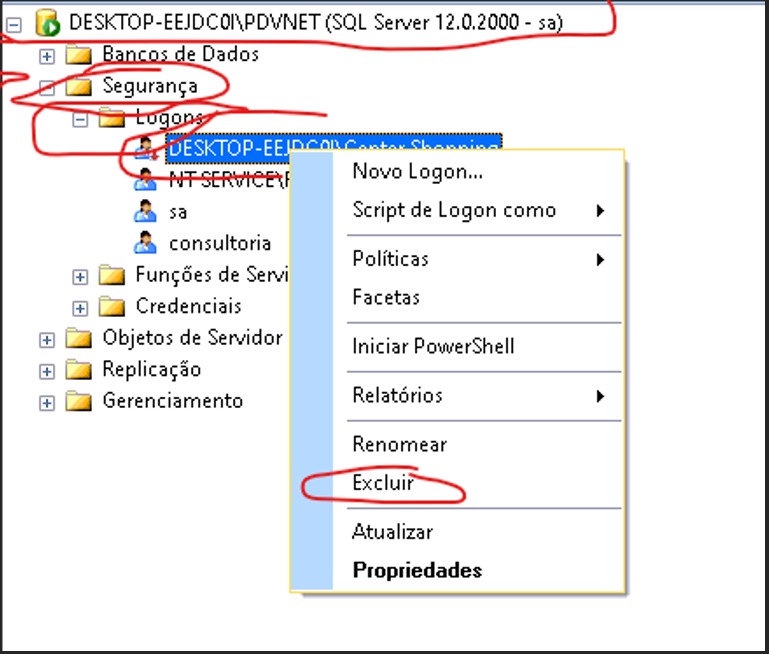 DESKTOP-EEJDC0I\PDVNET (SQL Server 12.0.2000 - sa)
Bancos de Dados
Segurança
Logons
DESKTOP-EEJDC0I\Center Shopping
NT SERVICE\
sa
consultoria
Funções de Servi
Credenciais
Objetos de Servidor
Replicação
Gerenciamento
Novo Logon...
Script de Logon como
Políticas
Facetas
Iniciar PowerShell
Relatórios
Renomear
Excluir
Atualizar
Propriedades